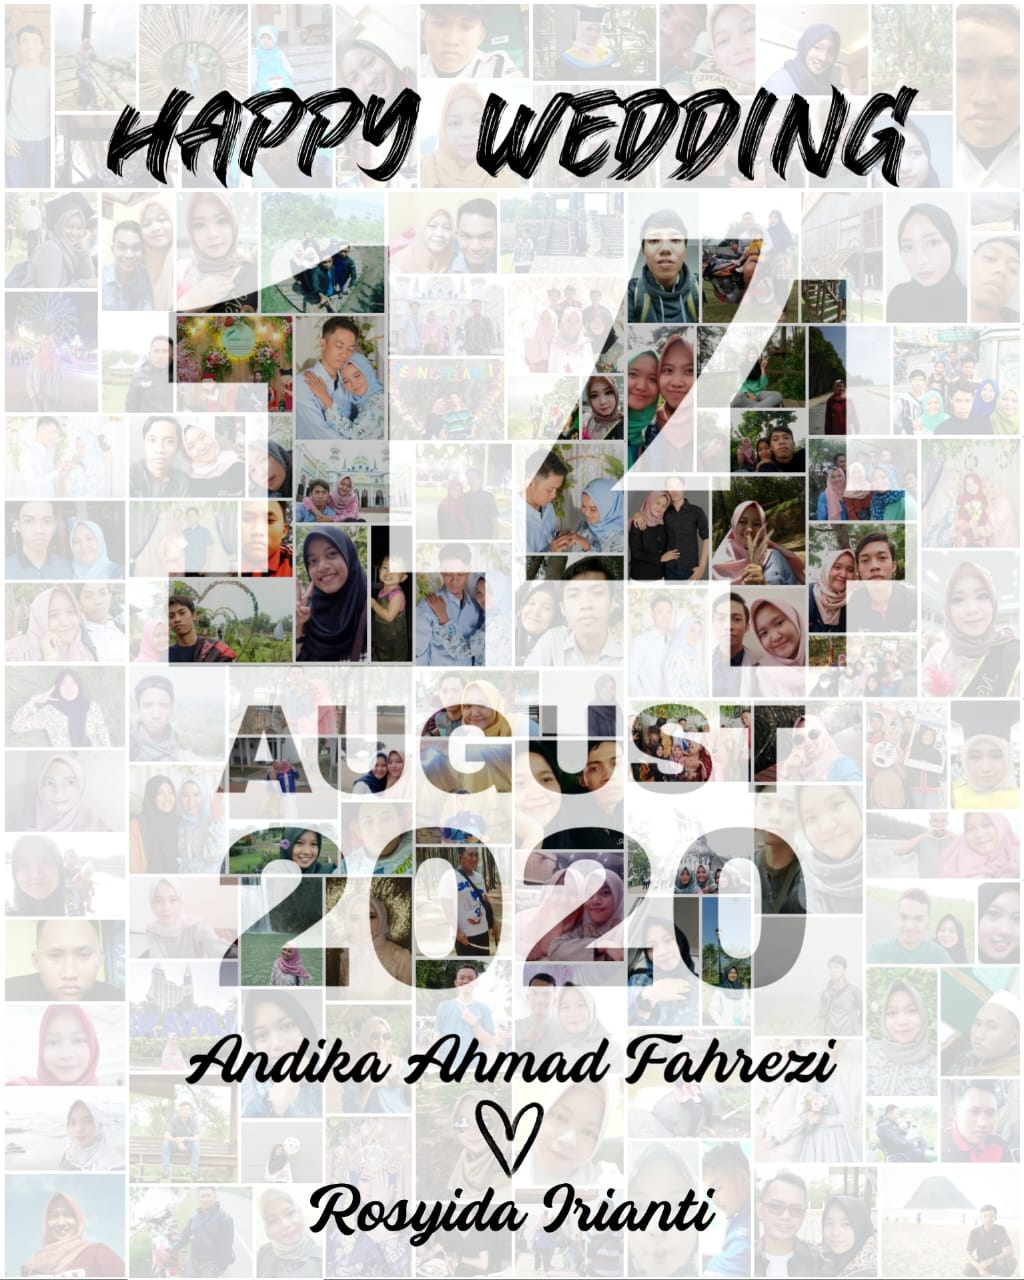 HAPPY WEDDING
14
AUGUST
2020
Andika Ahmad Fahrezi
Rosyida Irianti